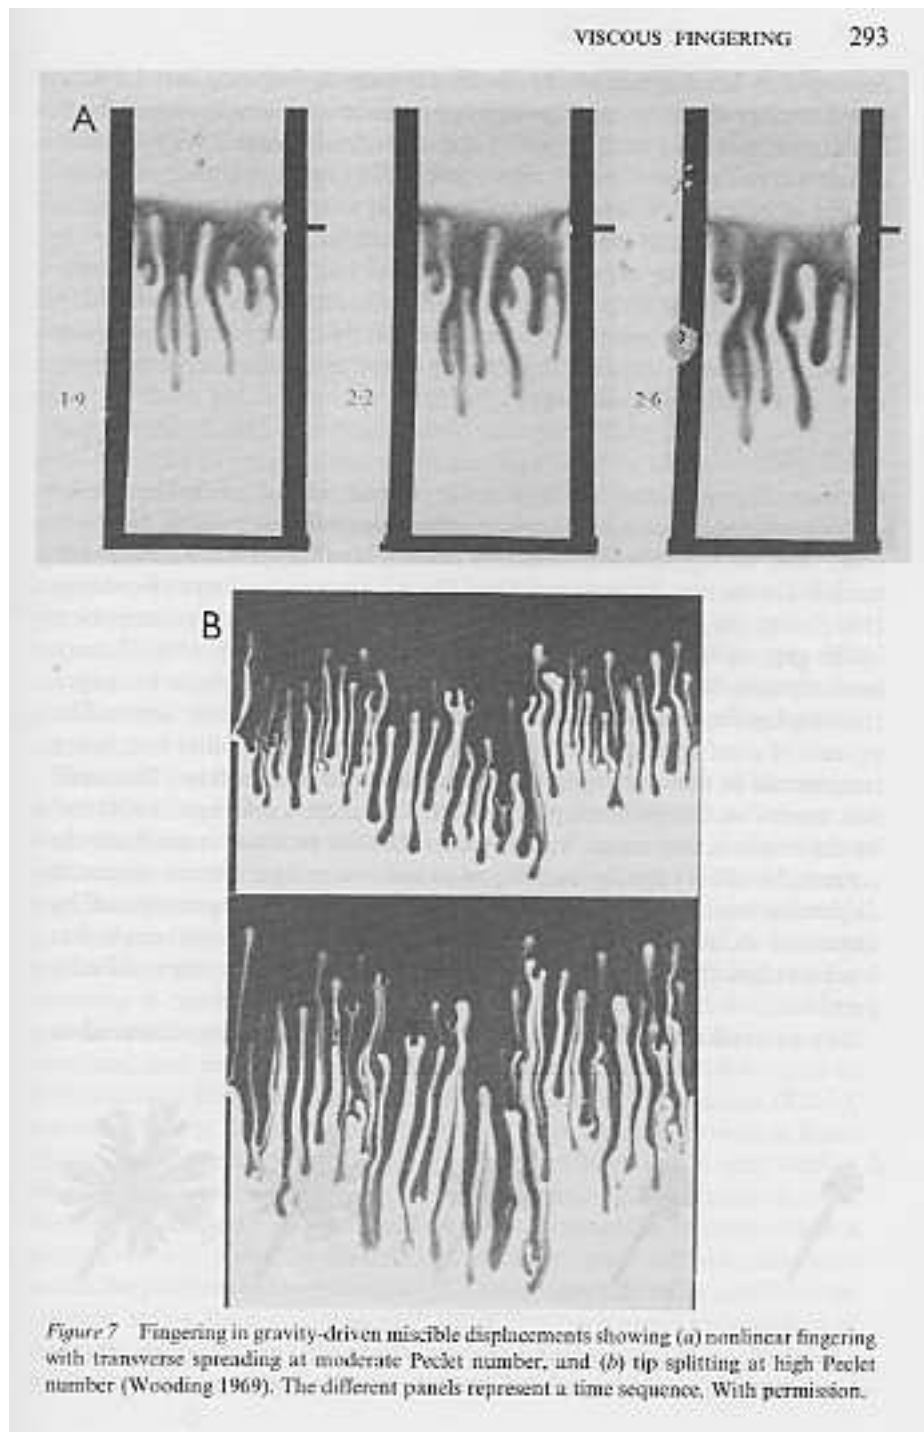 VISCOUS FINGERING 293
A
1·9
2·2
2·6
B
Figure 7 Fingering in gravity-driven miscible displacements showing (a) nonlinear fingering
with transverse spreading at moderate Peclet number, and (b) tip splitting at high Peclet
number (Wooding 1969). The different panels represent a time sequence. With permission.